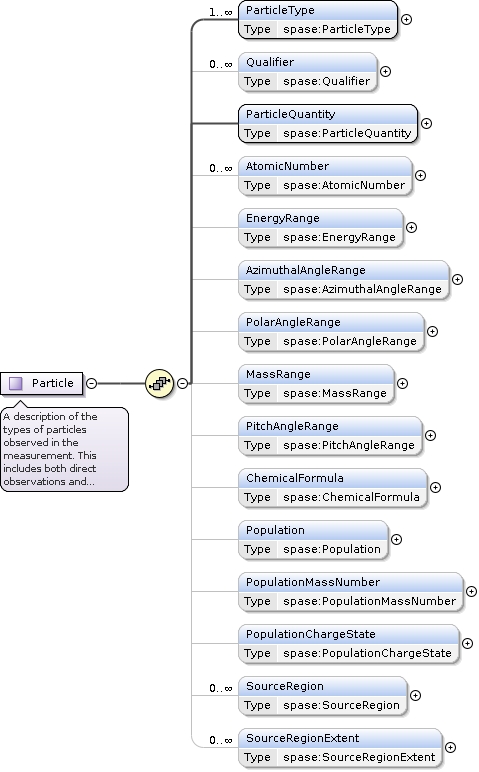 1..∞
ParticleType
Type spase:ParticleType
0..∞
Qualifier
Type spase:Qualifier
ParticleQuantity
Type spase:ParticleQuantity
0..∞
AtomicNumber
Type spase:AtomicNumber
EnergyRange
Type spase:EnergyRange
AzimuthalAngleRange
Type spase:AzimuthalAngleRange
PolarAngleRange
Type spase:PolarAngleRange
Particle
A description of the
types of particles
observed in the
measurement. This
includes both direct
observations and...
MassRange
Type spase:MassRange
PitchAngleRange
Type spase:PitchAngleRange
ChemicalFormula
Type spase:ChemicalFormula
Population
Type spase:Population
PopulationMassNumber
Type spase:PopulationMassNumber
PopulationChargeState
Type spase:PopulationChargeState
0..∞
SourceRegion
Type spase:SourceRegion
0..∞
SourceRegionExtent
Type spase:SourceRegionExtent